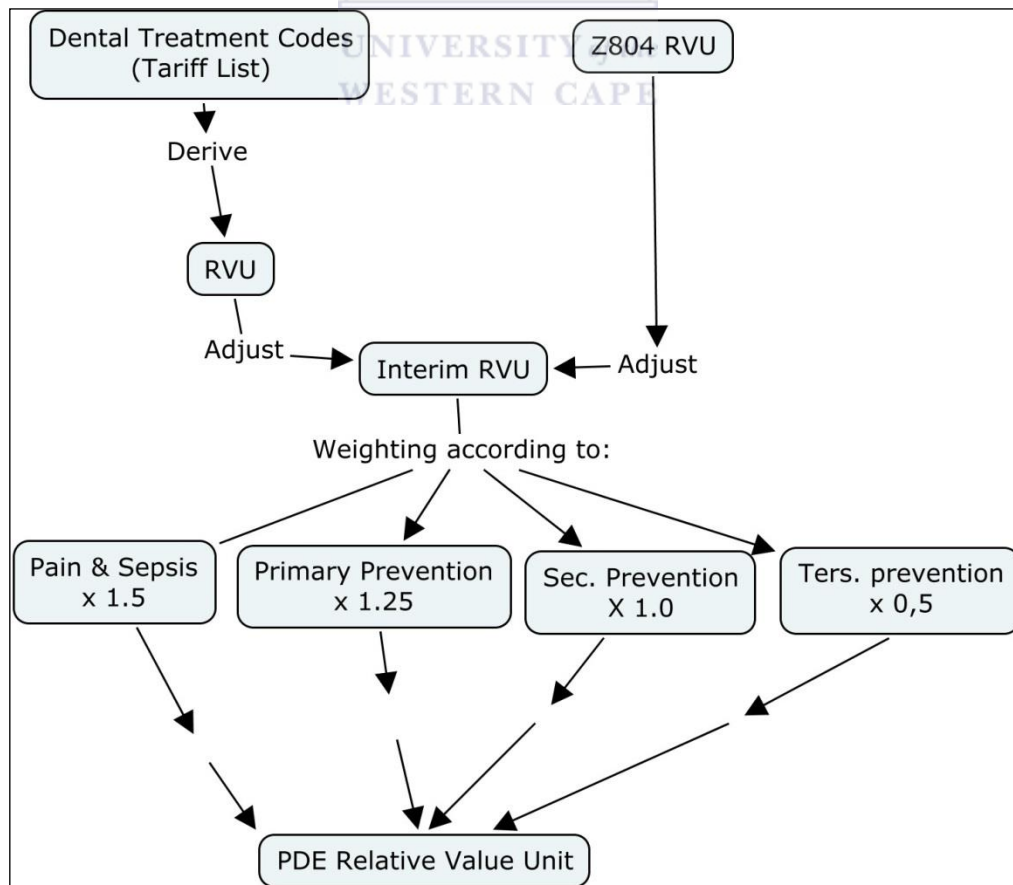 UNIVERSITY of the
WESTERN CAPE
Dental Treatment Codes
(Tariff List)
Z804 RVU
Derive
RVU
Adjust
Interim RVU
Adjust
Weighting according to:
Pain & Sepsis
x 1.5
Primary Prevention
x 1.25
Sec. Prevention
X 1.0
Ters. prevention
x 0,5
PDE Relative Value Unit